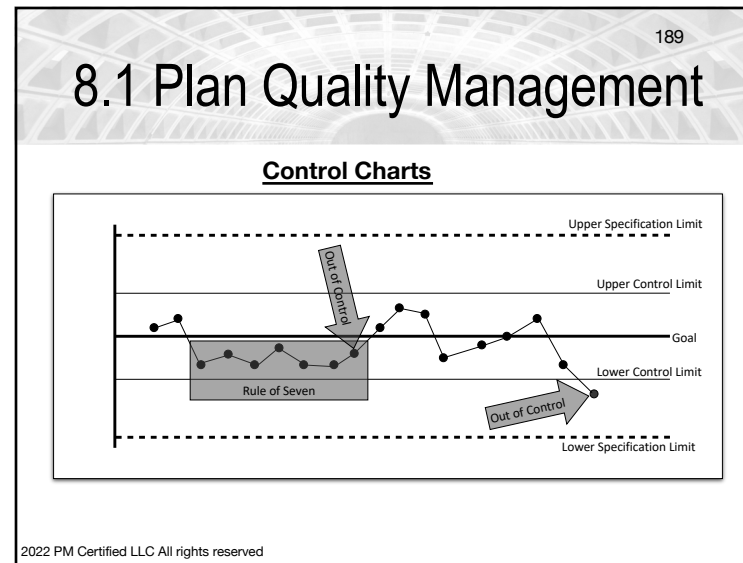 189
8.1 Plan Quality Management
Control Charts
Upper Specification Limit
Out of Control
Upper Control Limit
Goal
Lower Control Limit
Rule of Seven
Out of Control
Lower Specification Limit
2022 PM Certified LLC All rights reserved